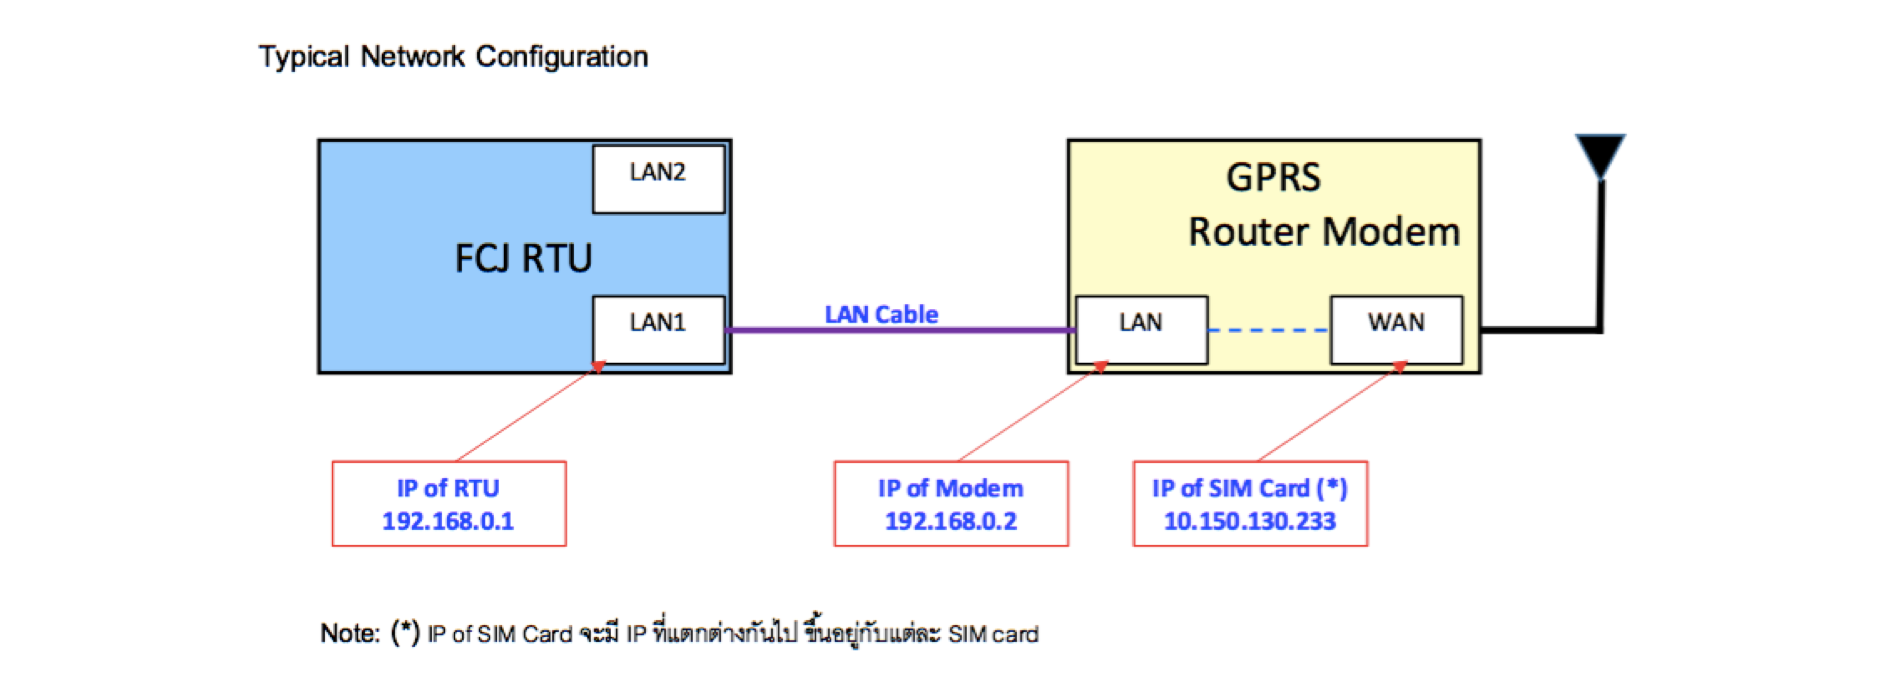 Typical Network Configuration
LAN2
GPRS
Router Modem
FCJ RTU
LAN1
LAN Cable
LAN
WAN
IP of RTU
192.168.0.1
IP of Modem
192.168.0.2
IP of SIM Card (*)
10.150.130.233
Note: (*) IP of SIM Card จะมี IP ที่แตกต่างกันไป ขึ้นอยู่กับแต่ละ SIM card